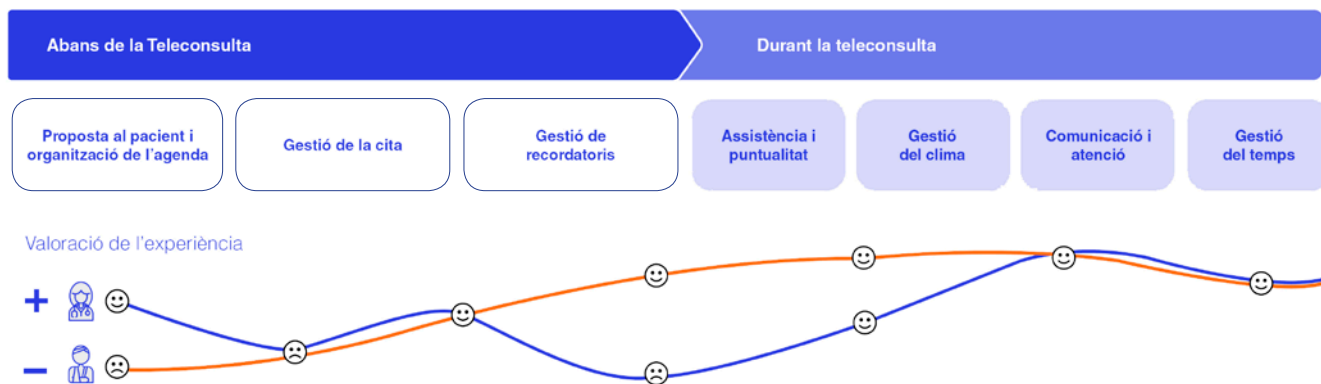 Abans de la Teleconsulta
Durant la teleconsulta
Proposta al pacient i
organització de l'agenda
Gestió de la cita
Gestió de
recordatoris
Assistència i
puntualitat
Gestió
del clima
Comunicació i
atenció
Gestió
del temps
Valoració de l'experiència
+
−